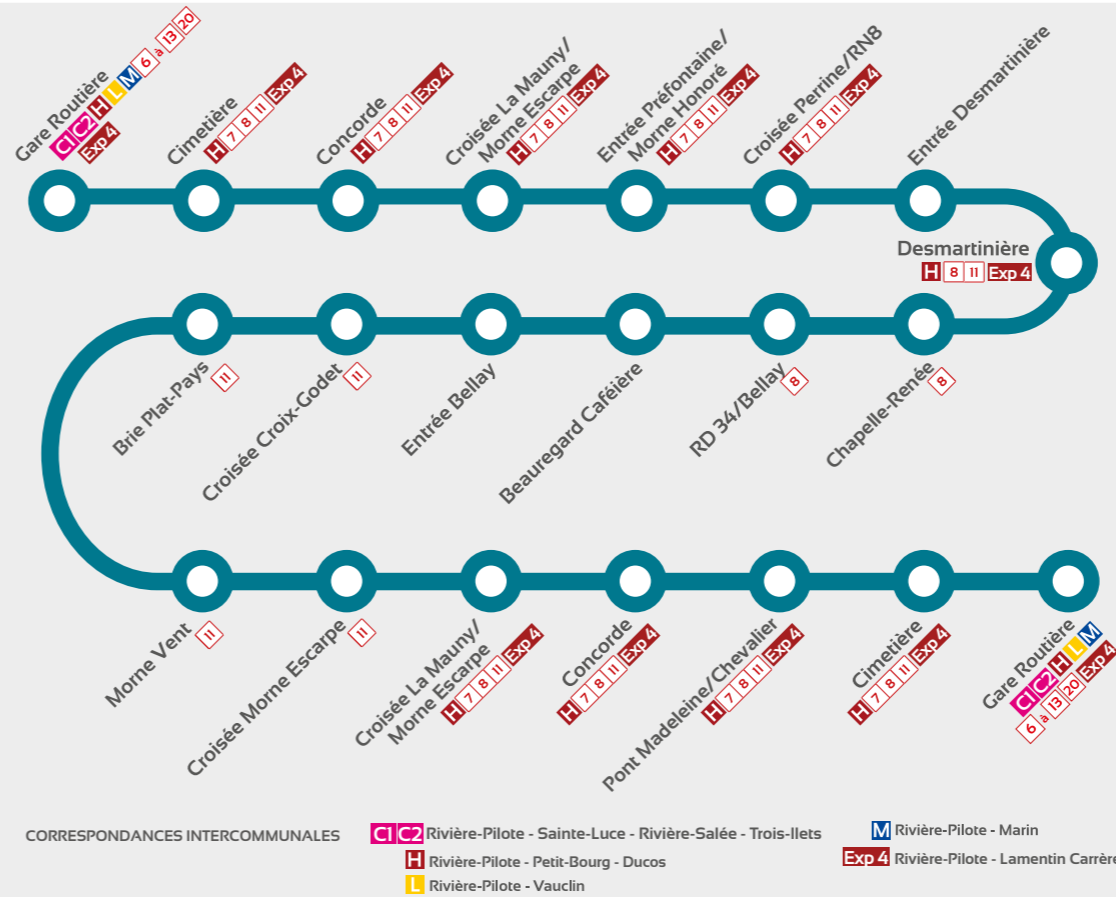 Gare Routière
C1 C2 H L M 6 à 13 20
Exp 4
Cimetière
H 7 8 11 Exp 4
Concorde
H 7 8 11 Exp 4
Croisée La Mauny/
Morne Escarpe
H 7 8 11 Exp 4
Entrée Préfontaine/
Morne Honoré
H 7 8 11 Exp 4
Croisée Perrine/RN8
H 7 8 11 Exp 4
Entrée Desmartinière
Desmartinière
H 8 11 Exp 4
Brie Plat-Pays 11
Croisée Croix-Godet 11
Entrée Bellay
Beauregard Caféière
RD 34/Bellay 8
Chapelle-Renée 8
Morne Vent 11
Croisée Morne Escarpe 11
Croisée La Mauny/
Morne Escarpe
H 7 8 11 Exp 4
Concorde
H 7 8 11 Exp 4
Pont Madeleine/Chevalier
H 7 8 11 Exp 4
Cimetière
H 7 8 11 Exp 4
Gare Routière
C1 C2 H L M
6 à 13 20 Exp 4
CORRESPONDANCES INTERCOMMUNALES
C1 C2 Rivière-Pilote - Sainte-Luce - Rivière-Salée - Trois-Ilets
H Rivière-Pilote - Petit-Bourg - Ducos
L Rivière-Pilote - Vauclin
M Rivière-Pilote - Marin
Exp 4 Rivière-Pilote - Lamentin Carrère